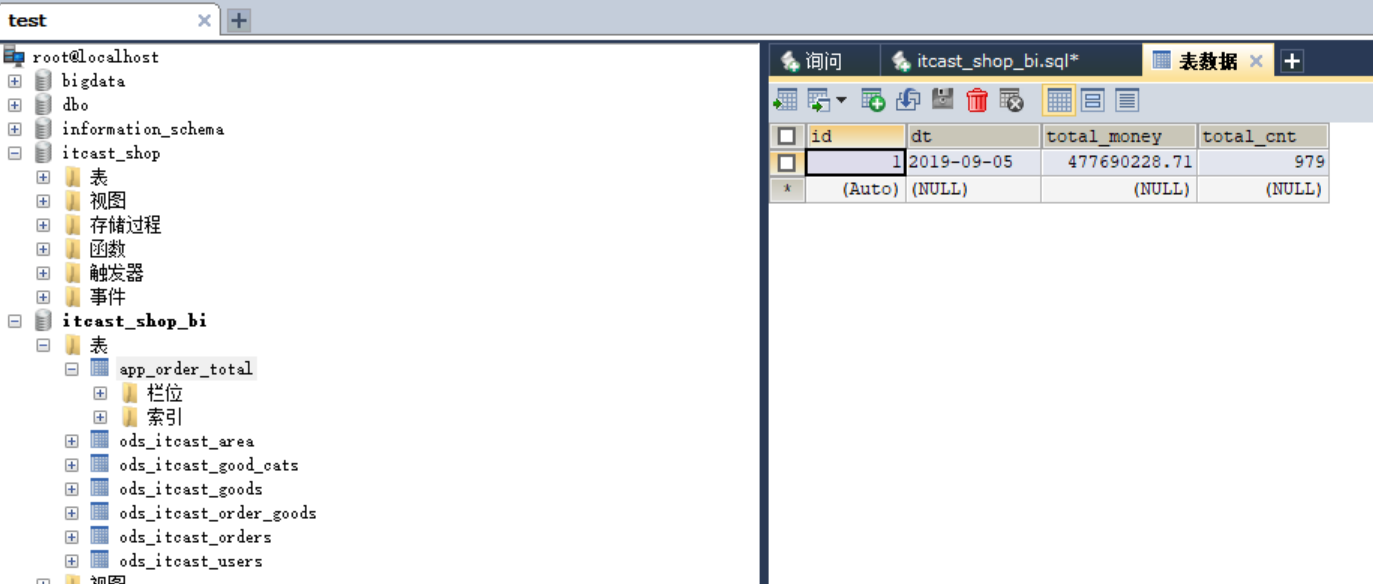 test
root@localhost
bigdata
dbo
information_schema
itcast_shop
表
视图
存储过程
函数
触发器
事件
itcast_shop_bi
表
app_order_total
栏位
索引
ods_itcast_area
ods_itcast_good_cats
ods_itcast_goods
ods_itcast_order_goods
ods_itcast_orders
ods_itcast_users
视图
询问 itcast_shop_bi.sql* 表数据
id dt total_money total_cnt
1 2019-09-05 477690228.71 979
* (Auto) (NULL) (NULL) (NULL)